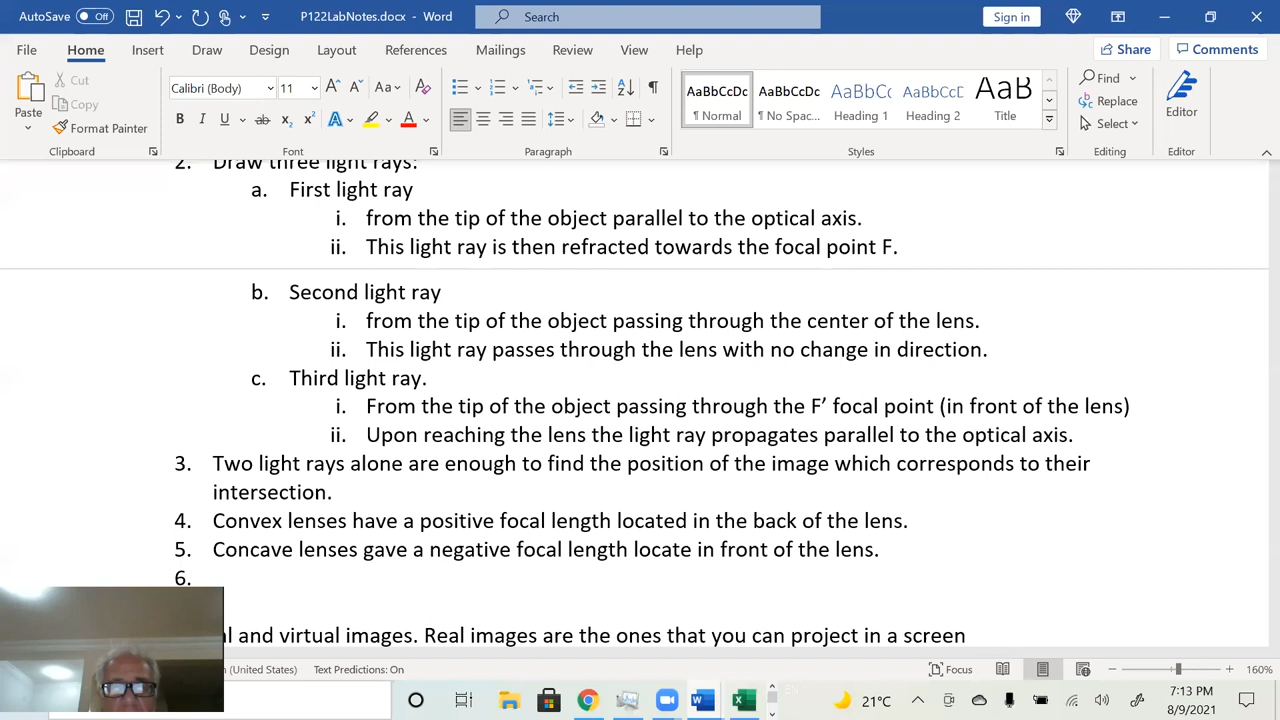 AutoSave Off P122LabNotes.docx - Word Search Sign in
File Home Insert Draw Design Layout References Mailings Review View Help Share Comments
Paste Cut Copy Format Painter
Calibri (Body) 11 A A Aa A
B I U ab x₂ x² A A
AaBbCcDc AaBbCcDc AaBbCc AaBbCcD AaB
¶ Normal ¶ No Spac... Heading 1 Heading 2 Title
Find Replace Select Editor
Clipboard Font Paragraph Styles Editing Editor
2. Draw three light rays:
a. First light ray
i. from the tip of the object parallel to the optical axis.
ii. This light ray is then refracted towards the focal point F.
b. Second light ray
i. from the tip of the object passing through the center of the lens.
ii. This light ray passes through the lens with no change in direction.
c. Third light ray.
i. From the tip of the object passing through the F’ focal point (in front of the lens)
ii. Upon reaching the lens the light ray propagates parallel to the optical axis.
3. Two light rays alone are enough to find the position of the image which corresponds to their
intersection.
4. Convex lenses have a positive focal length located in the back of the lens.
5. Concave lenses gave a negative focal length locate in front of the lens.
6.
and virtual images. Real images are the ones that you can project in a screen
(United States) Text Predictions: On Focus 160%
21°C 7:13 PM
8/9/2021